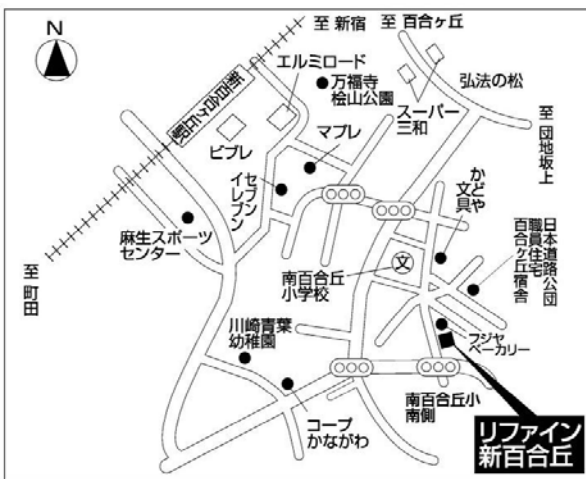 N
至 新宿
至 百合ヶ丘
エルミロード
万福寺
桧山公園
スーパー
三和
弘法の松
至 団地坂上
新百合ヶ丘駅
ビブレ
マプレ
セブン
イレブン
かどや
文具
日本道路公団
職員住宅
百合ヶ丘宿舎
麻生スポーツ
センター
至 町田
南百合丘
小学校
文
川崎青葉
幼稚園
フジヤ
ベーカリー
コープ
かながわ
南百合丘小
南側
リファイン
新百合丘